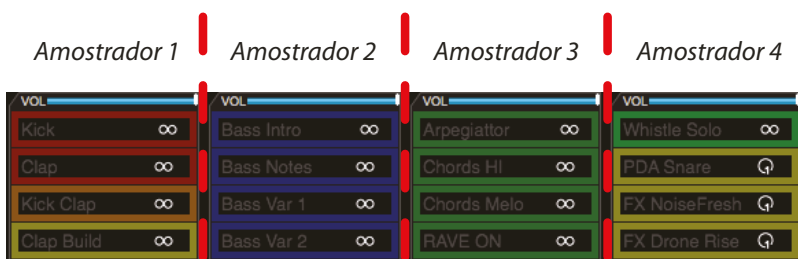 Amostrador 1 Amostrador 2 Amostrador 3 Amostrador 4
VOL VOL VOL VOL
Kick ∞ Bass Intro ∞ Arpegiattor ∞ Whistle Solo ∞
Clap ∞ Bass Notes ∞ Chords HI ∞ PDA Snare
Kick Clap ∞ Bass Var 1 ∞ Chords Melo ∞ FX NoiseFresh
Clap Build ∞ Bass Var 2 ∞ RAVE ON ∞ FX Drone Rise